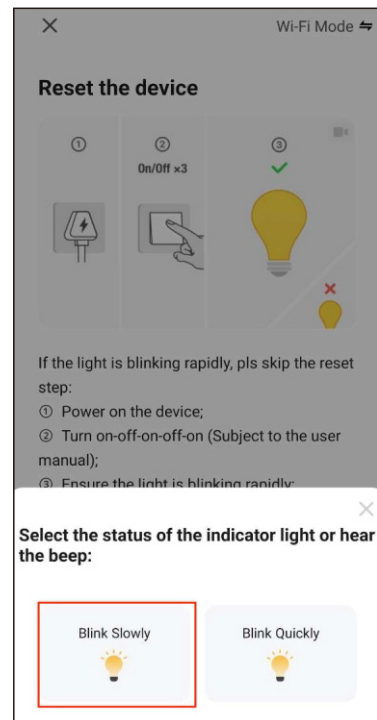 Wi-Fi Mode
Reset the device
① ② ③
On/Off ×3
If the light is blinking rapidly, pls skip the reset
step:
① Power on the device;
② Turn on-off-on-off-on (Subject to the user
manual);
③ Ensure the light is blinking rapidly;
Select the status of the indicator light or hear
the beep:
Blink Slowly
Blink Quickly